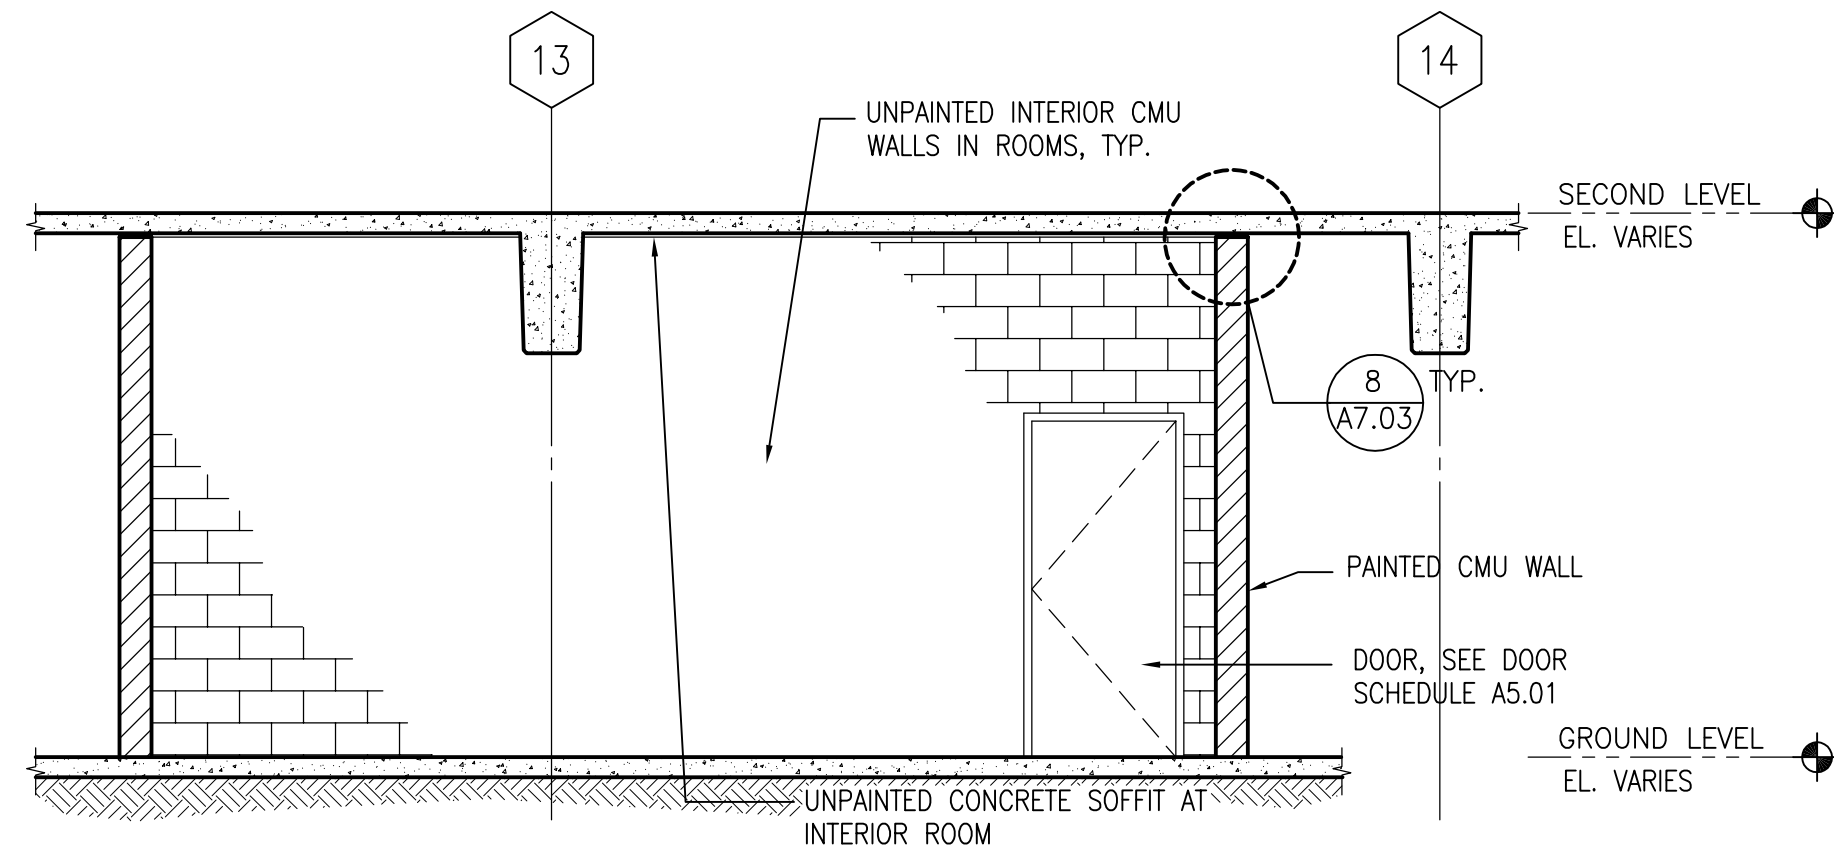 13
14
UNPAINTED INTERIOR CMU
WALLS IN ROOMS, TYP.
SECOND LEVEL
EL. VARIES
8
A7.03
TYP.
PAINTED CMU WALL
DOOR, SEE DOOR
SCHEDULE A5.01
GROUND LEVEL
EL. VARIES
UNPAINTED CONCRETE SOFFIT AT
INTERIOR ROOM